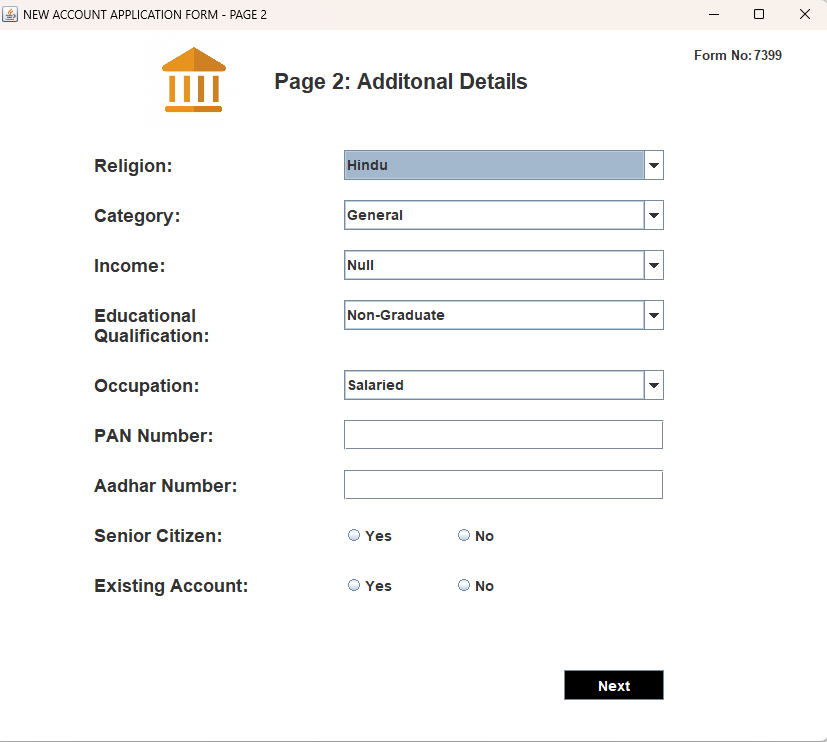 NEW ACCOUNT APPLICATION FORM - PAGE 2
Form No: 7399
Page 2: Additonal Details
Religion: Hindu
Category: General
Income: Null
Educational Non-Graduate
Qualification:
Occupation: Salaried
PAN Number:
Aadhar Number:
Senior Citizen: Yes No
Existing Account: Yes No
Next